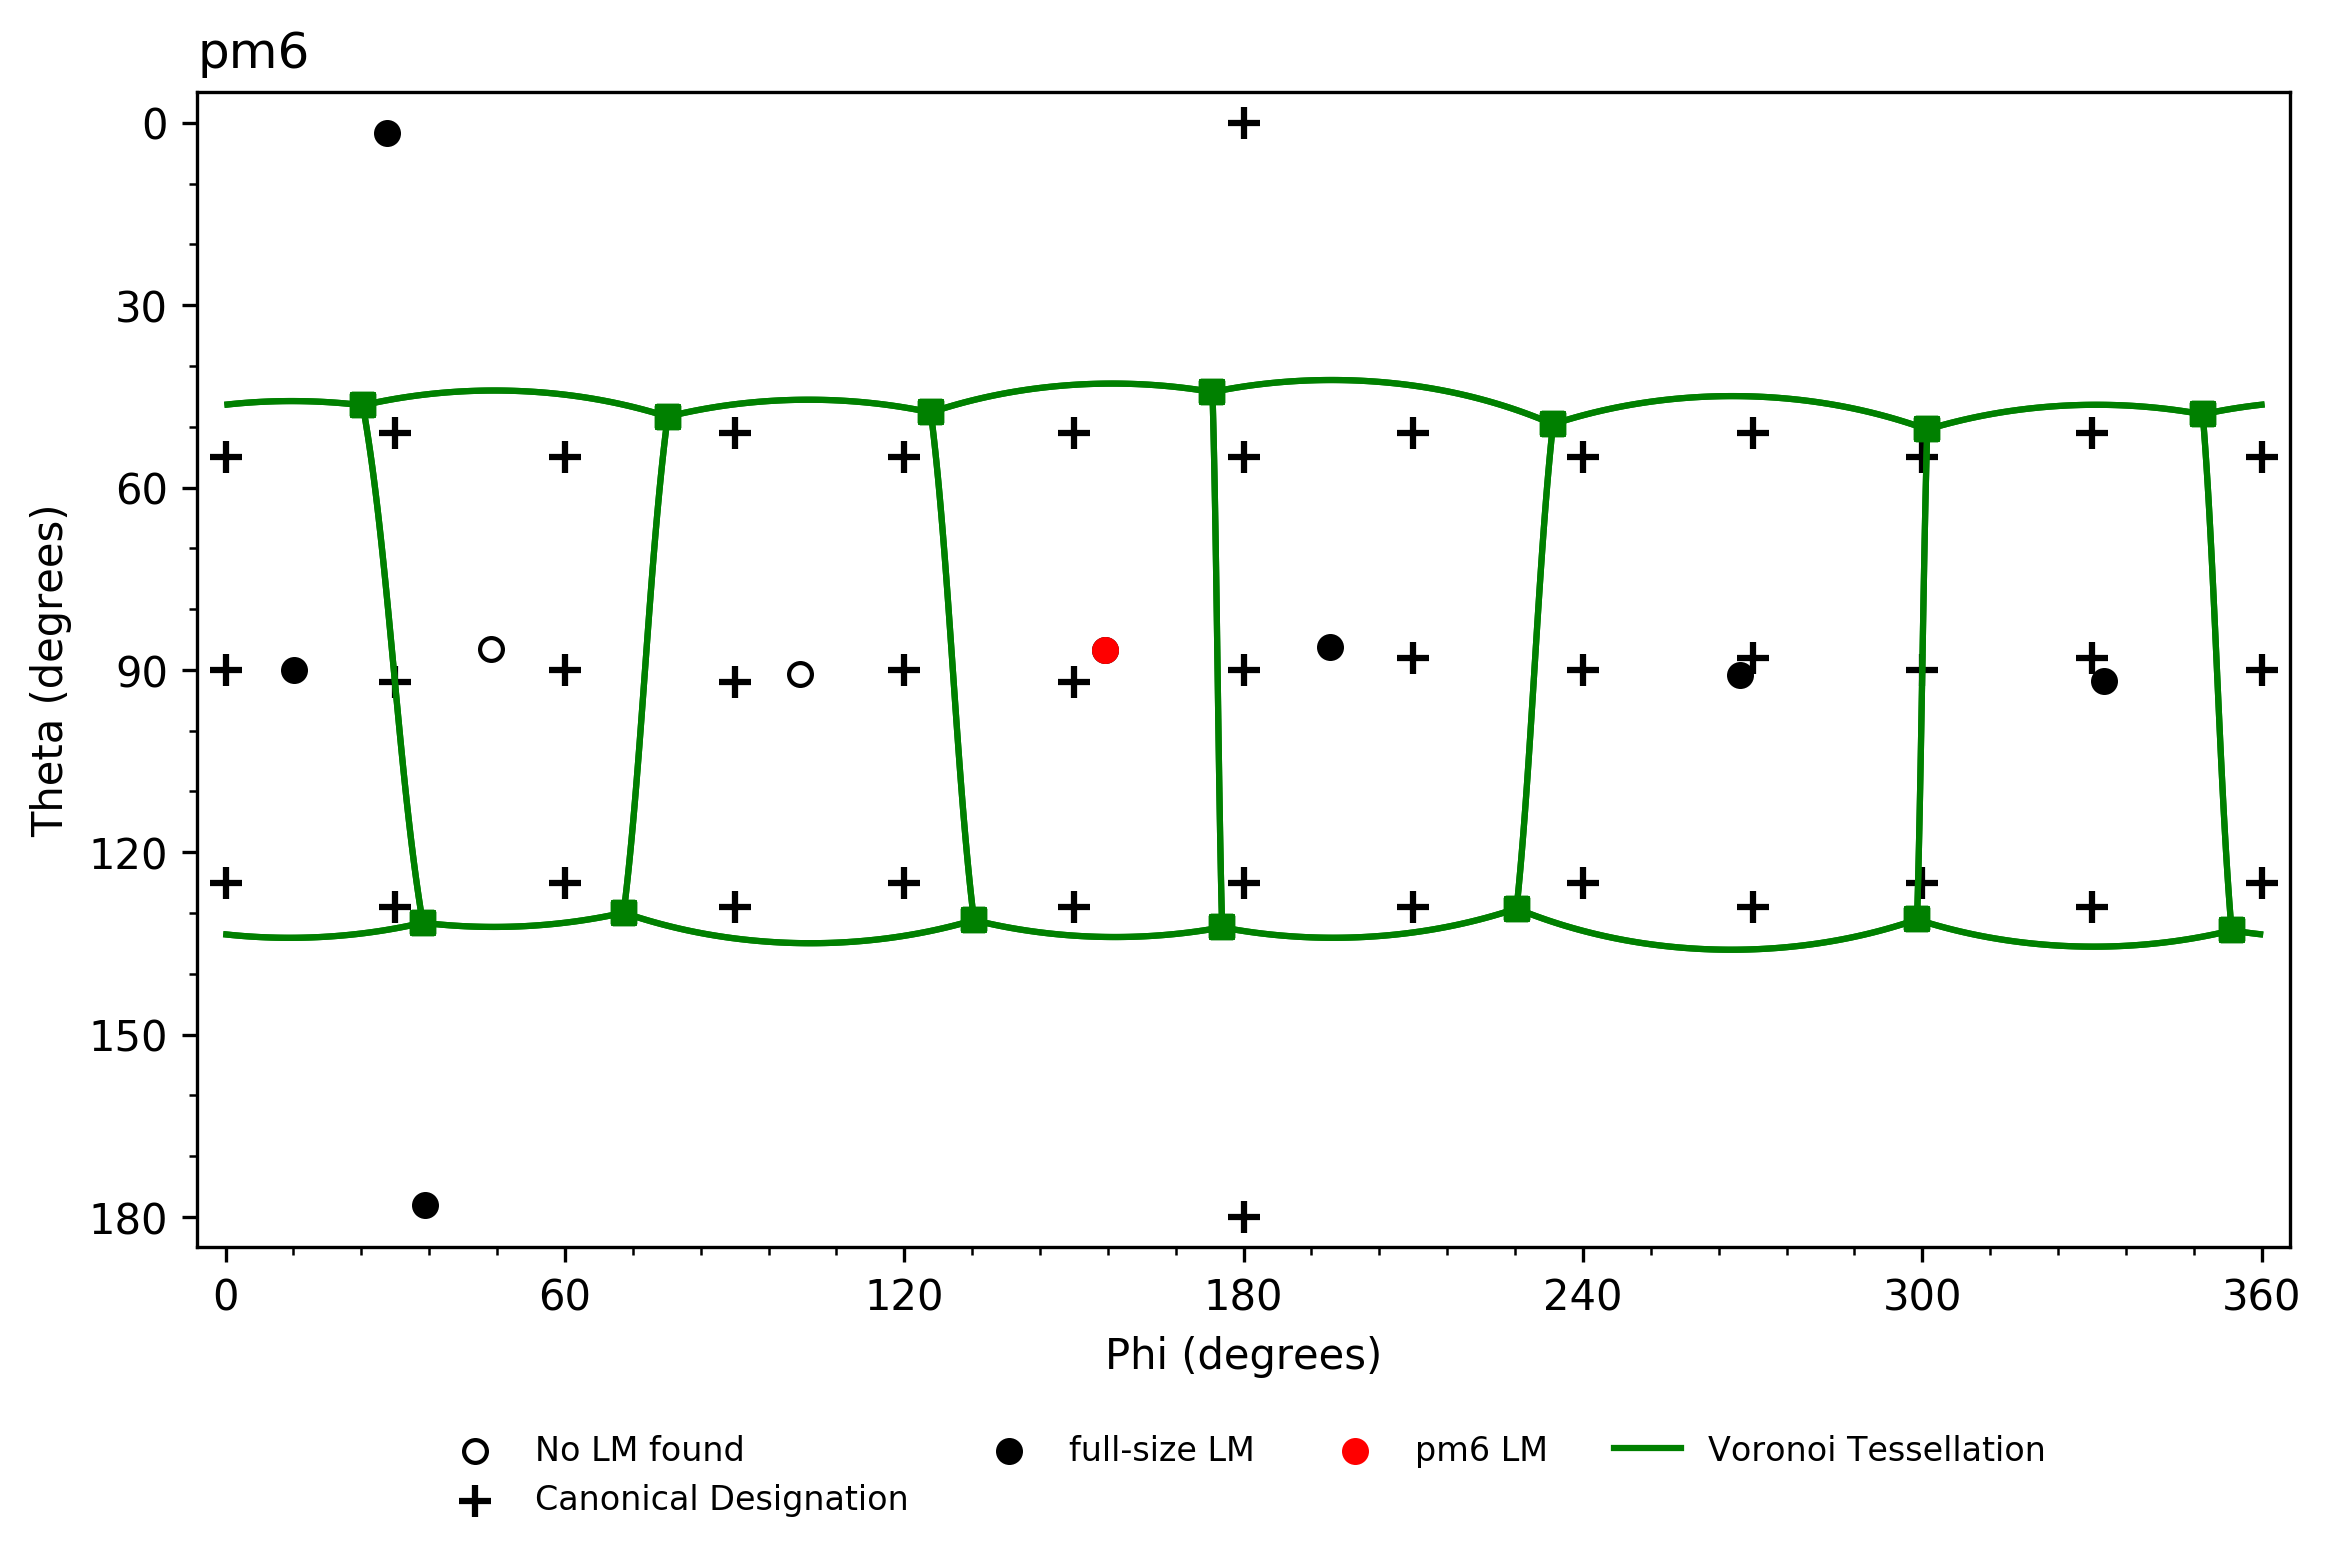 pm6
0
30
60
90
120
150
180
Theta (degrees)
0 60 120 180 240 300 360
Phi (degrees)
No LM found full-size LM pm6 LM Voronoi Tessellation
Canonical Designation